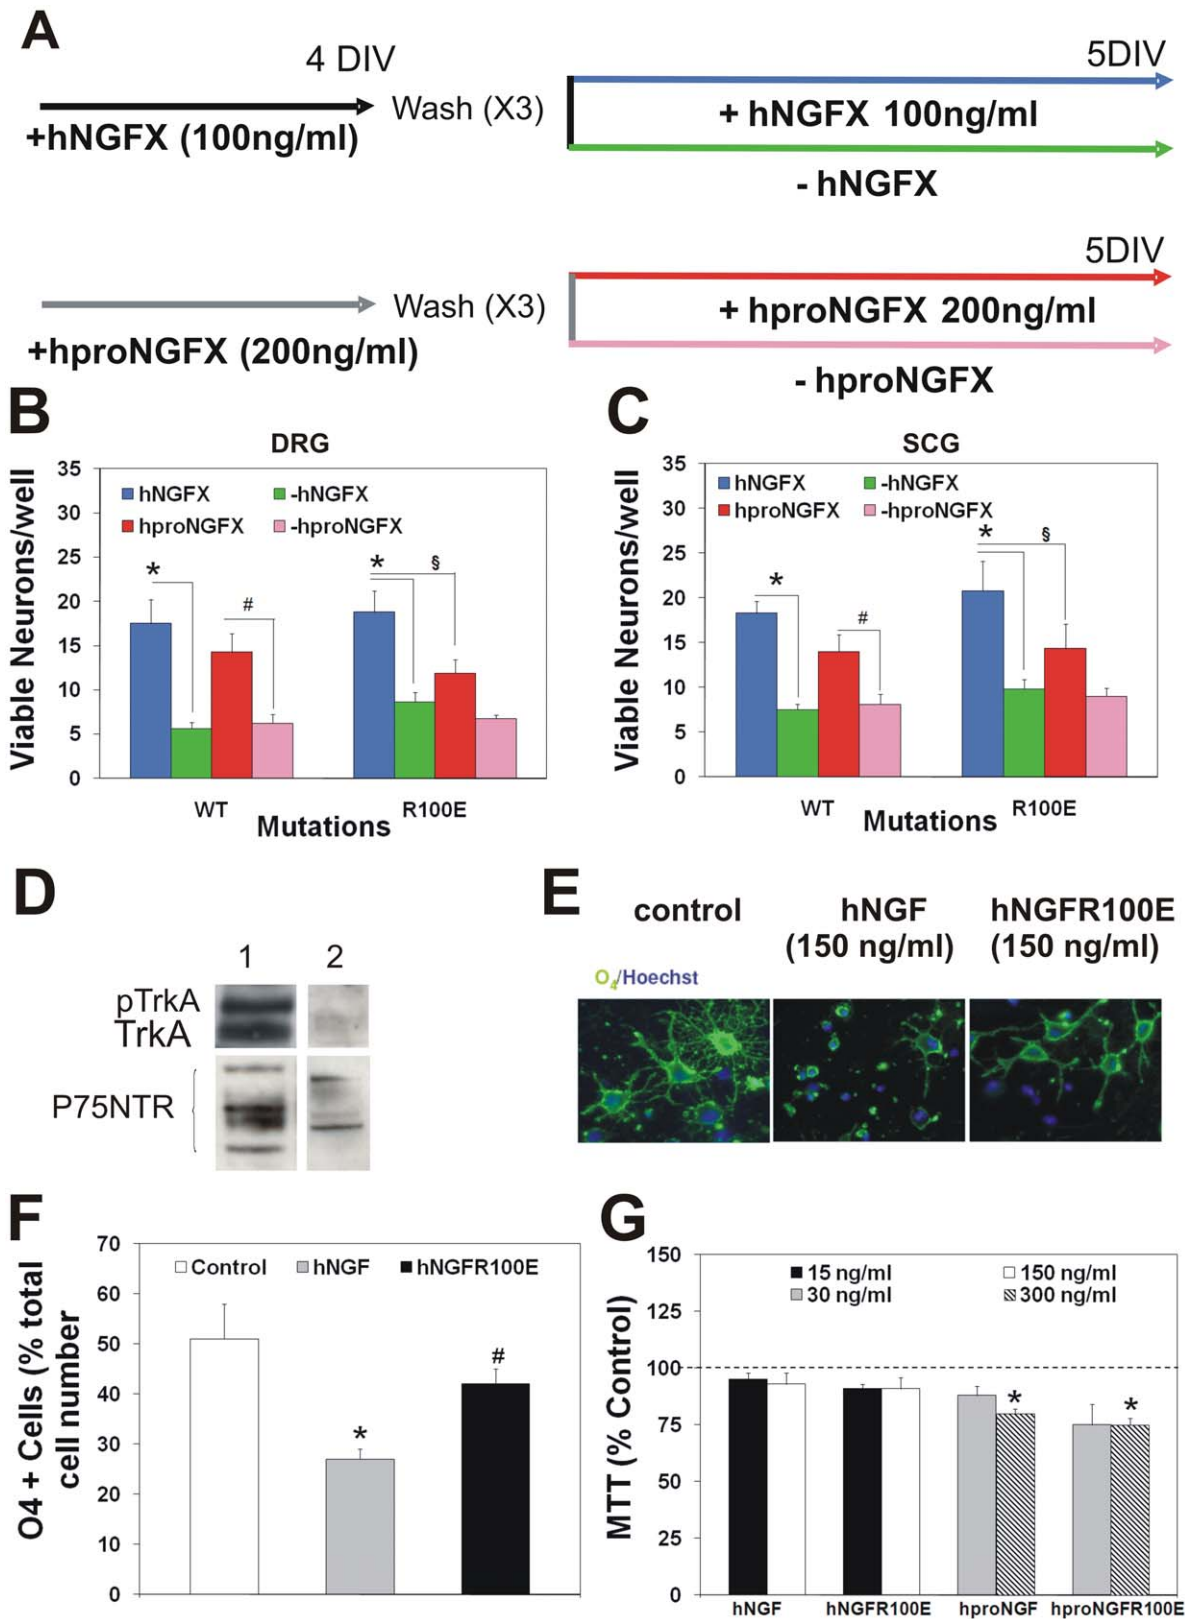 A
4 DIV
+hNGFX (100ng/ml)
Wash (X3)
5DIV
+ hNGFX 100ng/ml
- hNGFX
+hproNGFX (200ng/ml)
Wash (X3)
5DIV
+ hproNGFX 200ng/ml
- hproNGFX
B
DRG
Viable Neurons/well
35
30
25
20
15
10
5
0
hNGFX
-hNGFX
hproNGFX
-hproNGFX
*
#
*
§
WT
R100E
Mutations
C
SCG
Viable Neurons/well
35
30
25
20
15
10
5
0
hNGFX
-hNGFX
hproNGFX
-hproNGFX
*
#
*
§
WT
R100E
Mutations
D
1
2
pTrkA
TrkA
P75NTR
E
control
hNGF
(150 ng/ml)
hNGFR100E
(150 ng/ml)
O4/Hoechst
F
O4 + Cells (% total
cell number
70
60
50
40
30
20
10
0
Control
hNGF
hNGFR100E
*
#
G
MTT (% Control)
150
125
100
75
50
25
0
15 ng/ml
150 ng/ml
30 ng/ml
300 ng/ml
*
*
hNGF
hNGFR100E
hproNGF
hproNGFR100E